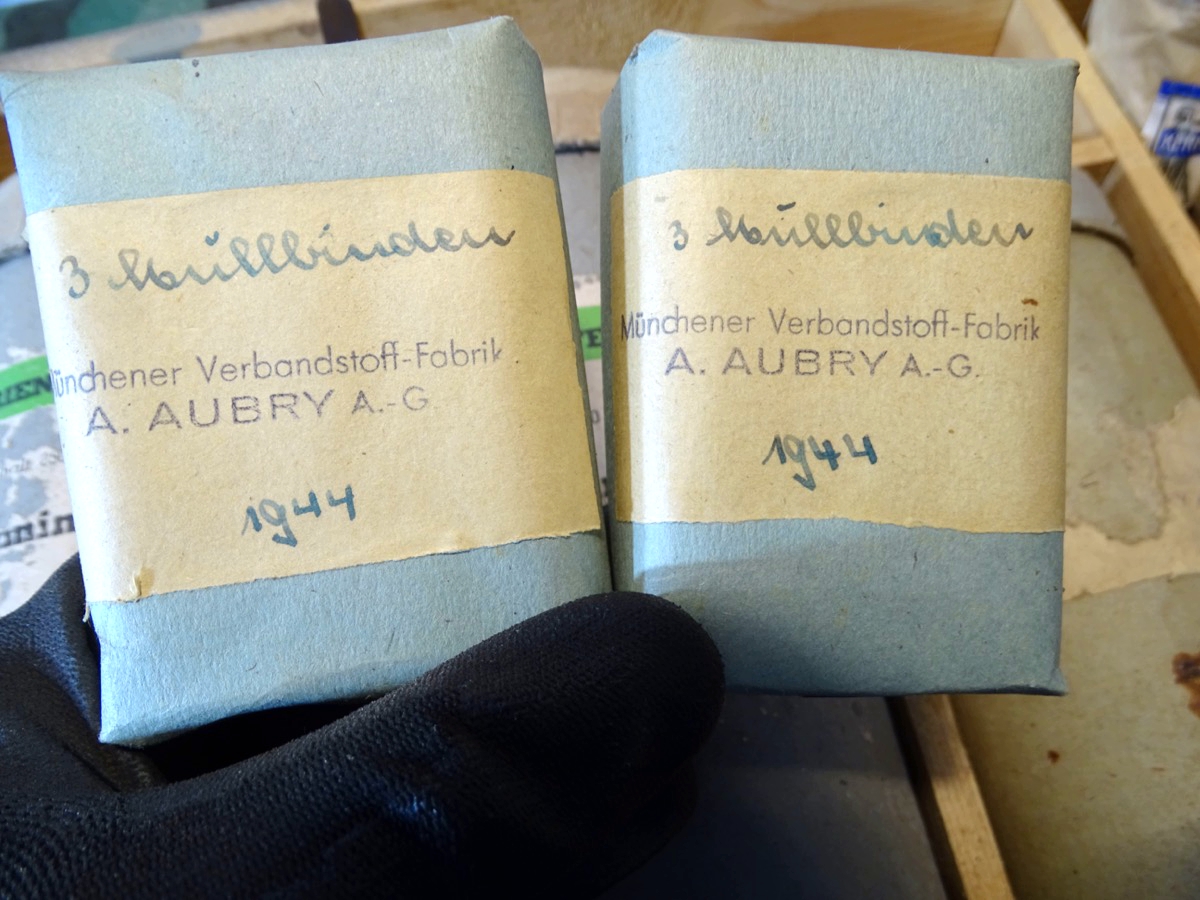 3 Mullbinden
Münchener Verbandstoff-Fabrik
A. AUBRY A.-G.
1944
3 Mullbinden
Münchener Verbandstoff-Fabrik
A. AUBRY A.-G.
1944